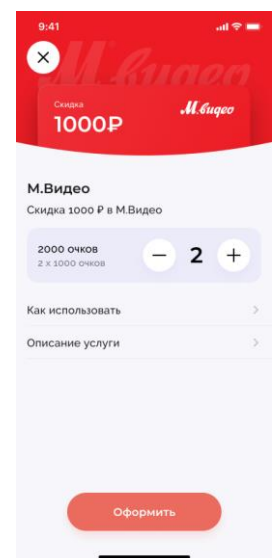 9:41
М.Видео
Скидка
1000₽
М.Видео
М.Видео
Скидка 1000 ₽ в М.Видео
2000 очков
2 x 1000 очков
— 2 +
Как использовать
Описание услуги
Оформить